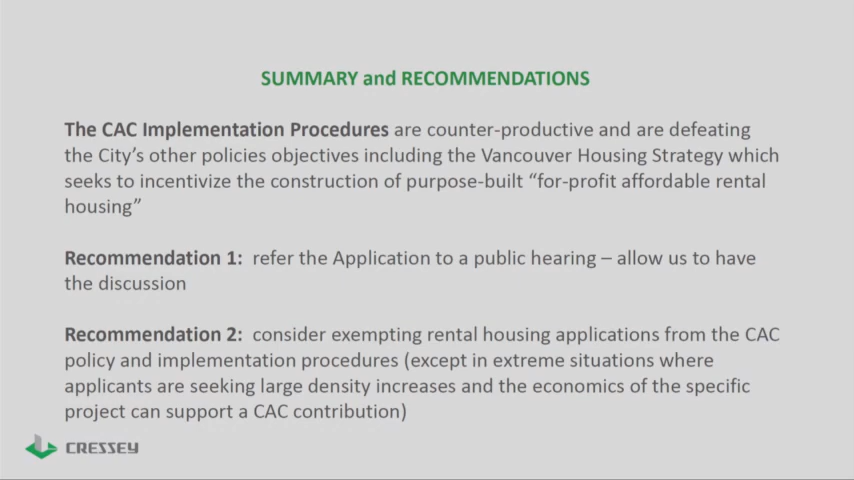 SUMMARY and RECOMMENDATIONS
The CAC Implementation Procedures are counter-productive and are defeating
the City's other policies objectives including the Vancouver Housing Strategy which
seeks to incentivize the construction of purpose-built “for-profit affordable rental
housing”
Recommendation 1:  refer the Application to a public hearing – allow us to have
the discussion
Recommendation 2:  consider exempting rental housing applications from the CAC
policy and implementation procedures (except in extreme situations where
applicants are seeking large density increases and the economics of the specific
project can support a CAC contribution)
CRESSEY